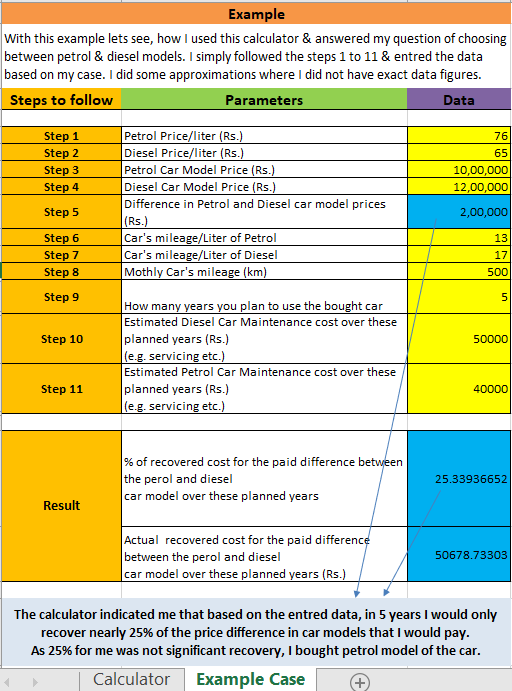 Example
With this example lets see, how I used this calculator & answered my question of choosing
between petrol & diesel models. I simply followed the steps 1 to 11 & entred the data
based on my case. I did some approximations where I did not have exact data figures.
Steps to follow Parameters Data
Step 1 Petrol Price/liter (Rs.) 76
Step 2 Diesel Price/liter (Rs.) 65
Step 3 Petrol Car Model Price (Rs.) 10,00,000
Step 4 Diesel Car Model Price (Rs.) 12,00,000
Step 5 Difference in Petrol and Diesel car model prices 2,00,000
(Rs.)
Step 6 Car's mileage/Liter of Petrol 13
Step 7 Car's mileage/Liter of Diesel 17
Step 8 Mothly Car's mileage (km) 500
Step 9 How many years you plan to use the bought car 5
Estimated Diesel Car Maintenance cost over these
Step 10 planned years (Rs.) 50000
(e.g. servicing etc.)
Estimated Petrol Car Maintenance cost over these
Step 11 planned years (Rs.) 40000
(e.g. servicing etc.)
Result
% of recovered cost for the paid difference between
the perol and diesel 25.33936652
car model over these planned years
Actual recovered cost for the paid difference
between the perol and diesel 50678.73303
car model over these planned years (Rs.)
The calculator indicated me that based on the entred data, in 5 years I would only
recover nearly 25% of the price difference in car models that I would pay.
As 25% for me was not significant recovery, I bought petrol model of the car.
Calculator Example Case